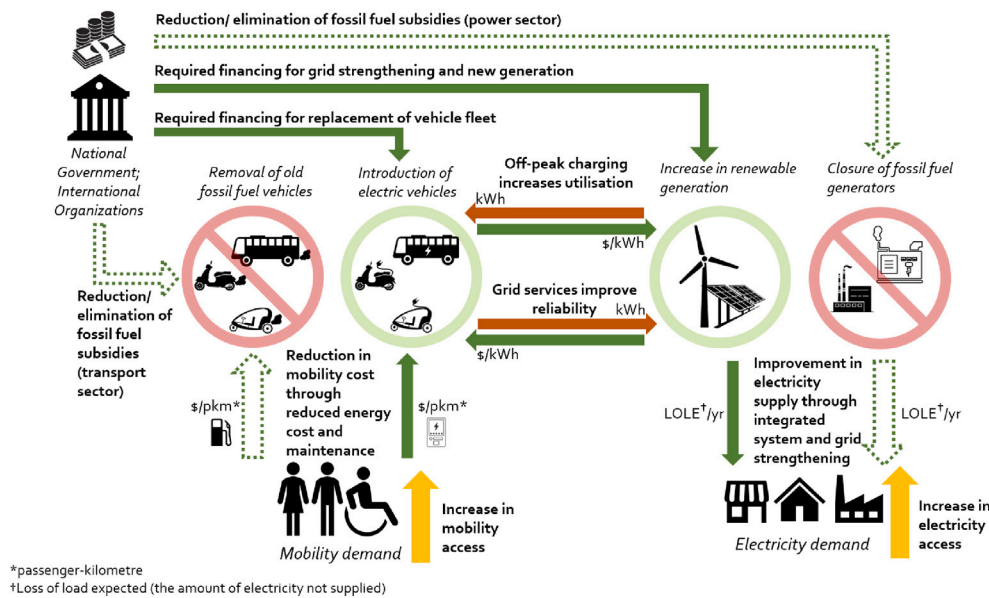 Reduction/ elimination of fossil fuel subsidies (power sector)
Required financing for grid strengthening and new generation
Required financing for replacement of vehicle fleet
National
Government;
International
Organizations
Removal of old
fossil fuel vehicles
Introduction of
electric vehicles
Off-peak charging
increases utilisation
kWh
$/kWh
Increase in renewable
generation
Closure of fossil fuel
generators
Grid services improve
reliability
kWh
$/kWh
Reduction/
elimination of
fossil fuel
subsidies
(transport
sector)
$/pkm*
Reduction in
mobility cost
through
reduced energy
cost and
maintenance
$/pkm*
Improvement in
electricity
supply through
integrated
system and grid
strengthening
LOLE†/yr
LOLE†/yr
Mobility demand
Increase in
mobility
access
Electricity demand
Increase in
electricity
access
*passenger-kilometre
†Loss of load expected (the amount of electricity not supplied)